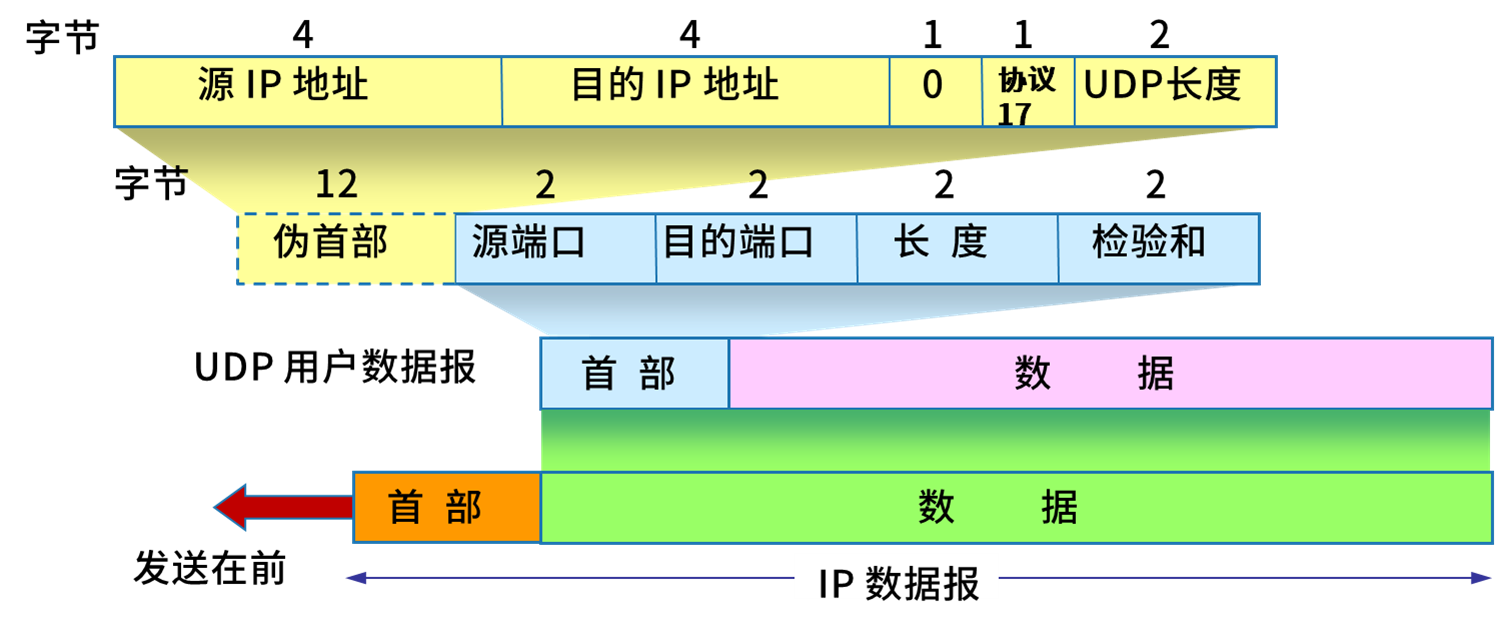 字节 4 4 1 1 2
源 IP 地址 目的 IP 地址 0 协议 UDP长度
17
字节 12 2 2 2 2
伪首部 源端口 目的端口 长 度 检验和
UDP 用户数据报 首 部 数 据
首 部 数 据
发送在前
IP 数据报